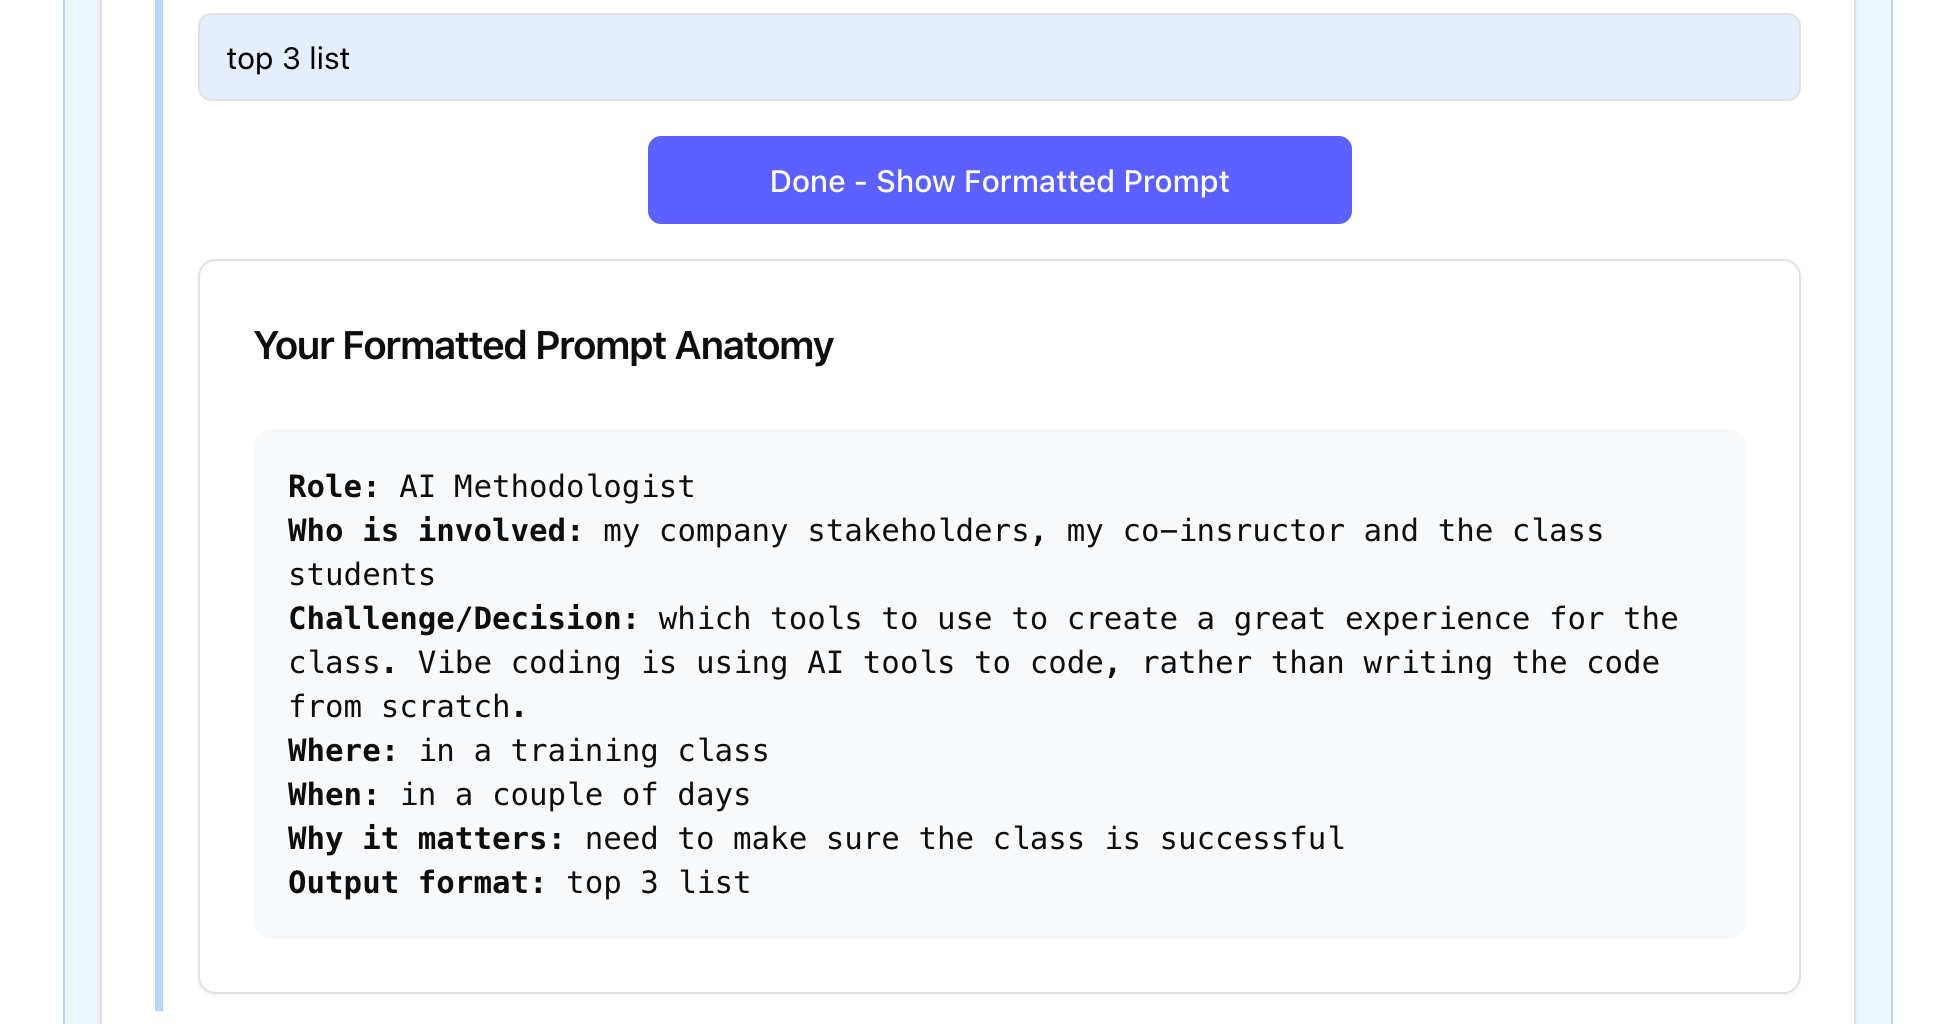 top 3 list
Done - Show Formatted Prompt
Your Formatted Prompt Anatomy
Role: AI Methodologist
Who is involved: my company stakeholders, my co-insructor and the class
students
Challenge/Decision: which tools to use to create a great experience for the
class. Vibe coding is using AI tools to code, rather than writing the code
from scratch.
Where: in a training class
When: in a couple of days
Why it matters: need to make sure the class is successful
Output format: top 3 list